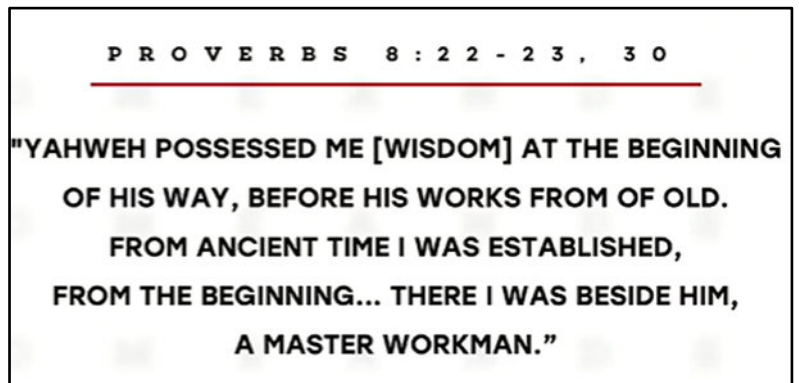 PROVERBS 8:22-23, 30
"YAHWEH POSSESSED ME [WISDOM] AT THE BEGINNING
OF HIS WAY, BEFORE HIS WORKS FROM OF OLD.
FROM ANCIENT TIME I WAS ESTABLISHED,
FROM THE BEGINNING... THERE I WAS BESIDE HIM,
A MASTER WORKMAN.”